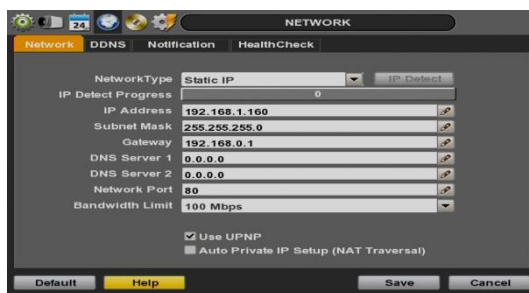 24 NETWORK
Network DDNS Notification HealthCheck
NetworkType Static IP IP Detect
IP Detect Progress 0
IP Address 192.168.1.160
Subnet Mask 255.255.255.0
Gateway 192.168.0.1
DNS Server 1 0.0.0.0
DNS Server 2 0.0.0.0
Network Port 80
Bandwidth Limit 100 Mbps
Use UPNP
Auto Private IP Setup (NAT Traversal)
Default Help Save Cancel